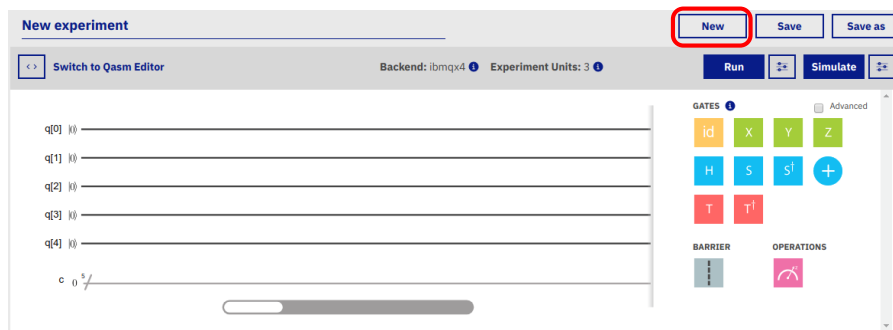 New experiment
New
Save
Save as
<> Switch to Qasm Editor
Backend: ibmqx4 i Experiment Units: 3 i
Run
Simulate
GATES i
Advanced
q[0] |0⟩
q[1] |0⟩
q[2] |0⟩
q[3] |0⟩
q[4] |0⟩
c 0 5
id X Y Z
H S S† +
T T†
BARRIER
OPERATIONS